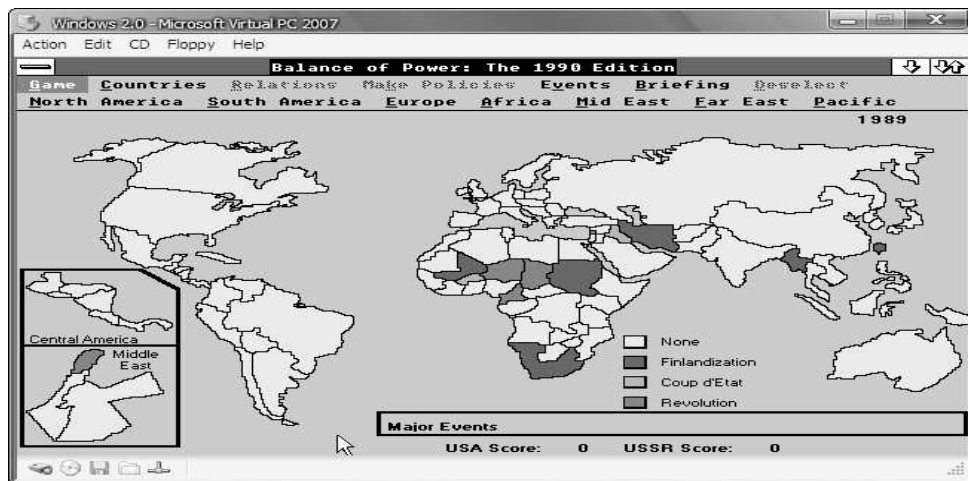 Windows 2.0 - Microsoft Virtual PC 2007
Action Edit CD Floppy Help
Balance of Power: The 1990 Edition
Game Countries Relations Make Policies Events Briefing Deselect
North America South America Europe Africa Mid East Far East Pacific
1989
Central America
Middle
East
None
Finlandization
Coup d'Etat
Revolution
Major Events
USA Score: 0 USSR Score: 0